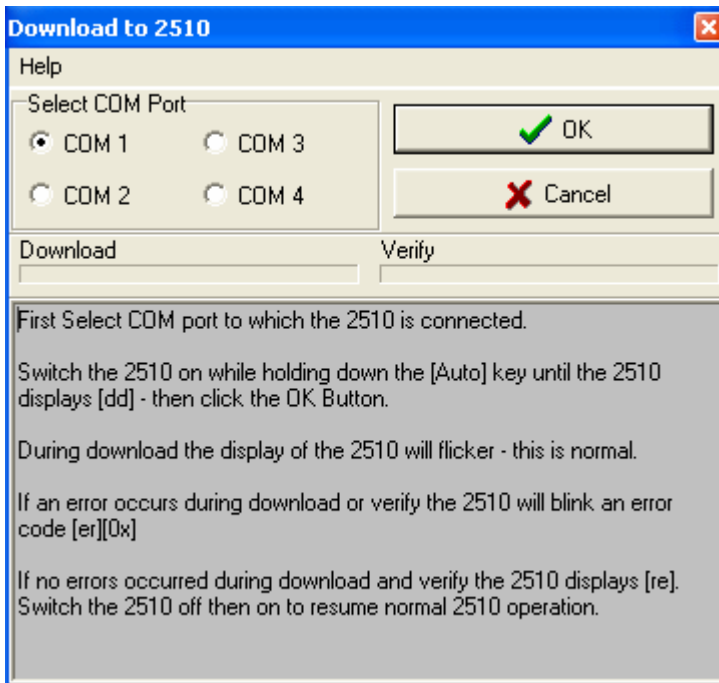 Download to 2510
Help
Select COM Port
COM 1
COM 3
OK
COM 2
COM 4
Cancel
Download
Verify
First Select COM port to which the 2510 is connected.
Switch the 2510 on while holding down the [Auto] key until the 2510
displays [dd] - then click the OK Button.
During download the display of the 2510 will flicker - this is normal.
If an error occurs during download or verify the 2510 will blink an error
code [er][0x]
If no errors occurred during download and verify the 2510 displays [re].
Switch the 2510 off then on to resume normal 2510 operation.